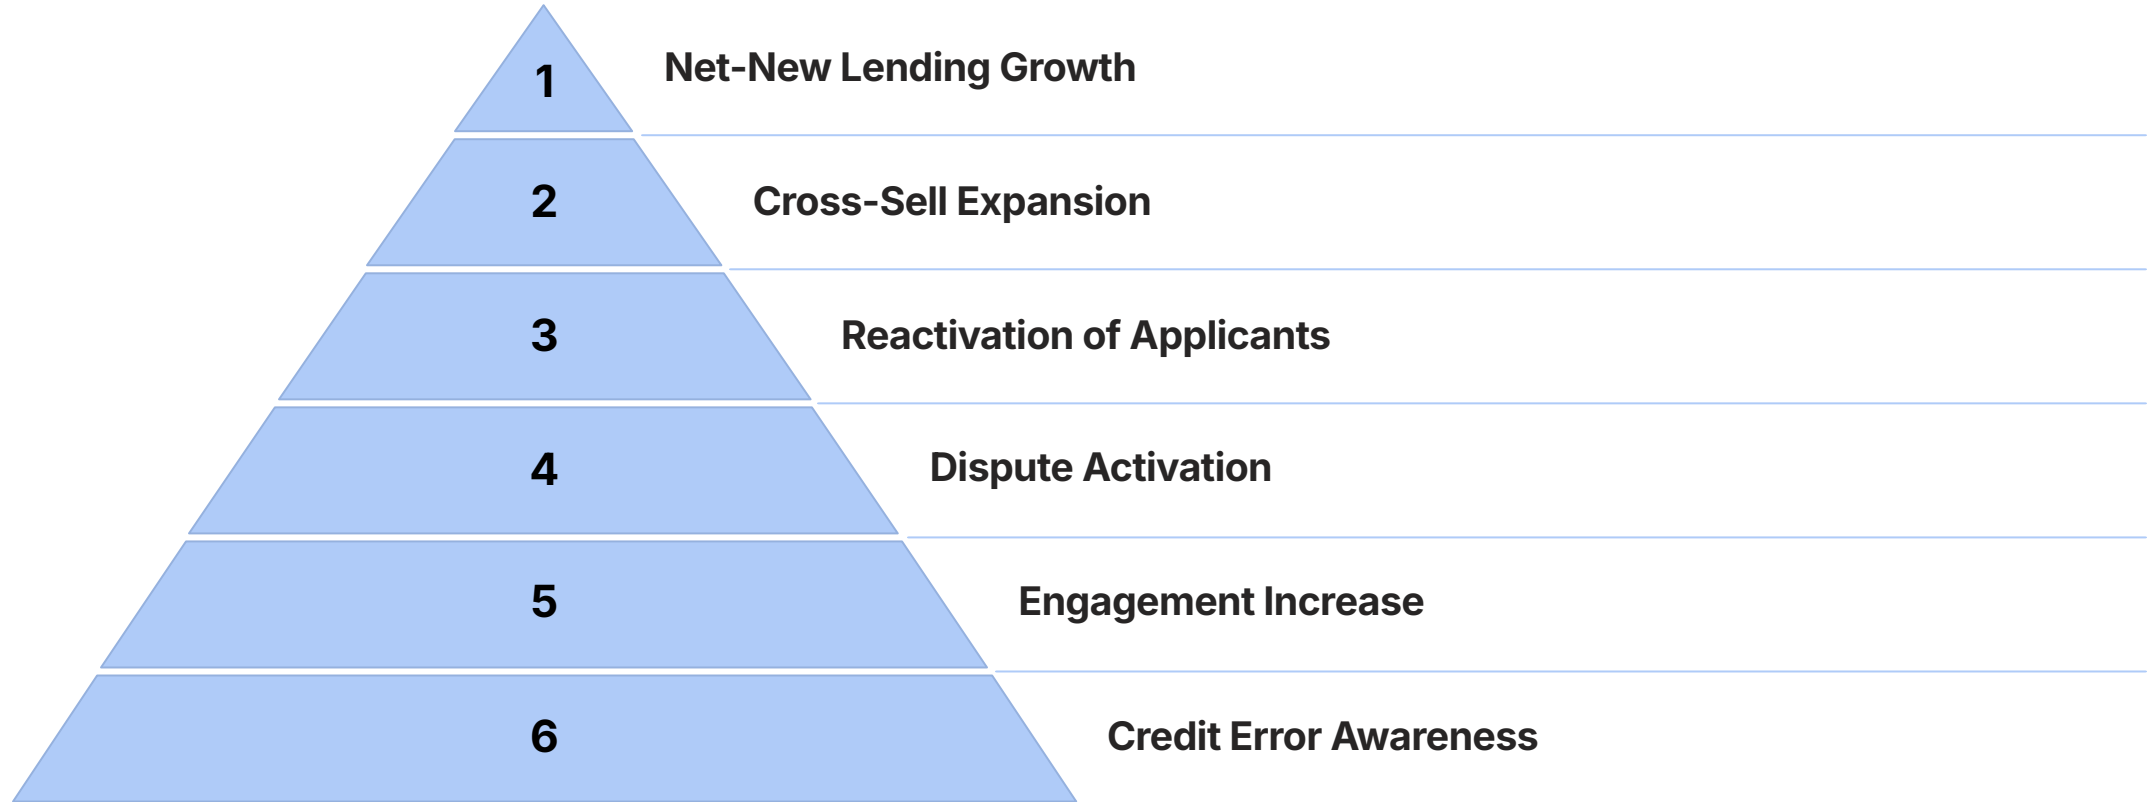 1
Net-New Lending Growth
2
Cross-Sell Expansion
3
Reactivation of Applicants
4
Dispute Activation
5
Engagement Increase
6
Credit Error Awareness